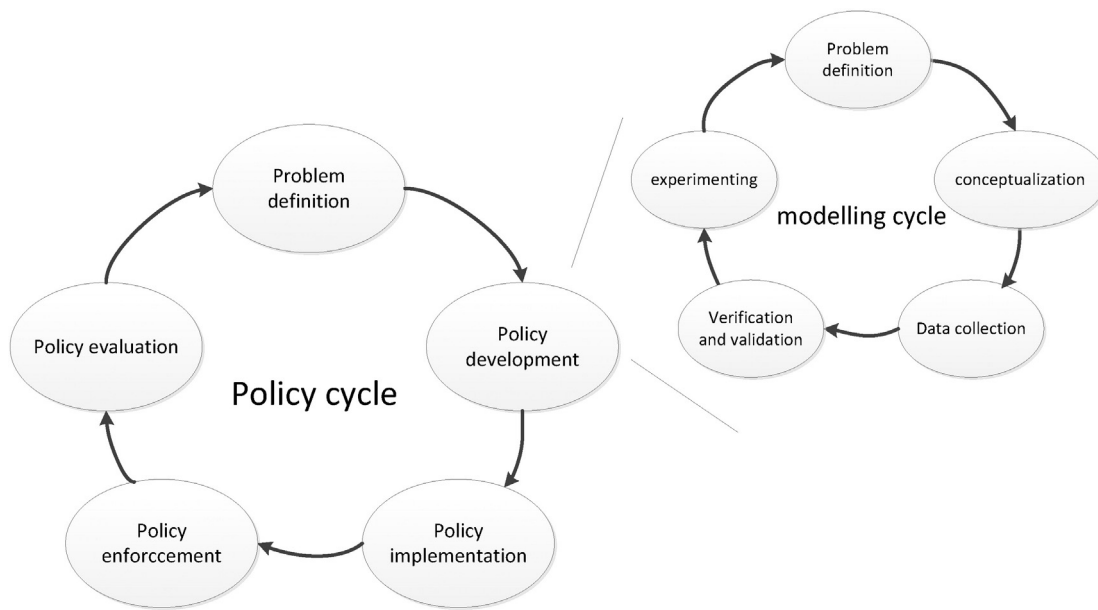 Problem
definition
Policy
development
Policy
implementation
Policy
enforccement
Policy evaluation
Policy cycle
Problem
definition
conceptualization
Data collection
Verification
and validation
experimenting
modelling cycle